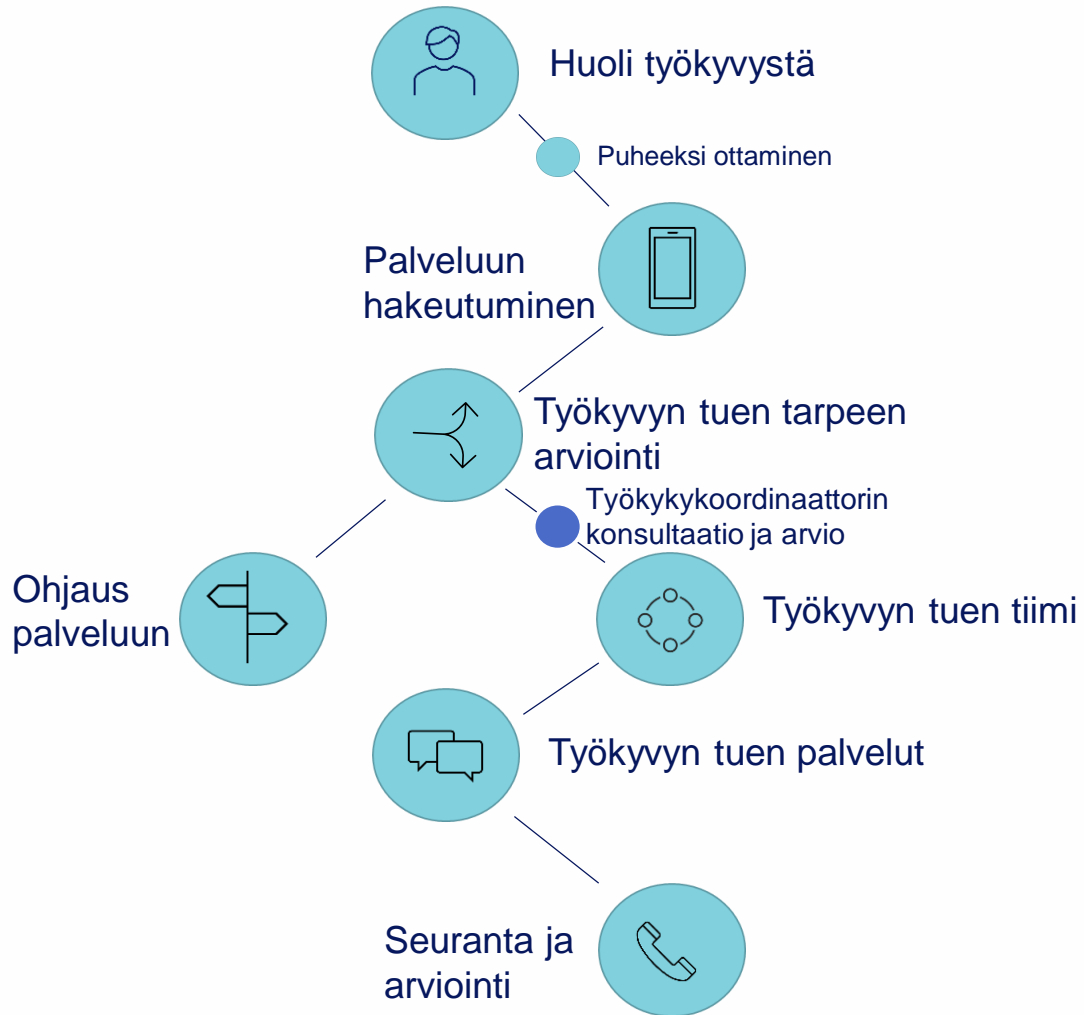 Huoli työkyvystä
Puheeksi ottaminen
Palveluun
hakeutuminen
Työkyvyn tuen tarpeen
arviointi
Työkykykoordinaattorin
konsultaatio ja arvio
Ohjaus
palveluun
Työkyvyn tuen tiimi
Työkyvyn tuen palvelut
Seuranta ja
arviointi